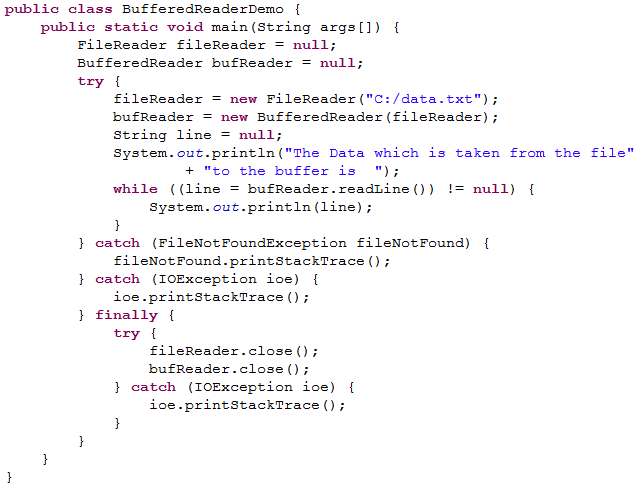 public class BufferedReaderDemo {
    public static void main(String args[]) {
        FileReader fileReader = null;
        BufferedReader bufReader = null;
        try {
            fileReader = new FileReader("C:/data.txt");
            bufReader = new BufferedReader(fileReader);
            String line = null;
            System.out.println("The Data which is taken from the file"
                    + "to the buffer is  ");
            while ((line = bufReader.readLine()) != null) {
                System.out.println(line);
            }
        } catch (FileNotFoundException fileNotFound) {
            fileNotFound.printStackTrace();
        } catch (IOException ioe) {
            ioe.printStackTrace();
        } finally {
            try {
                fileReader.close();
                bufReader.close();
            } catch (IOException ioe) {
                ioe.printStackTrace();
            }
        }
    }
}